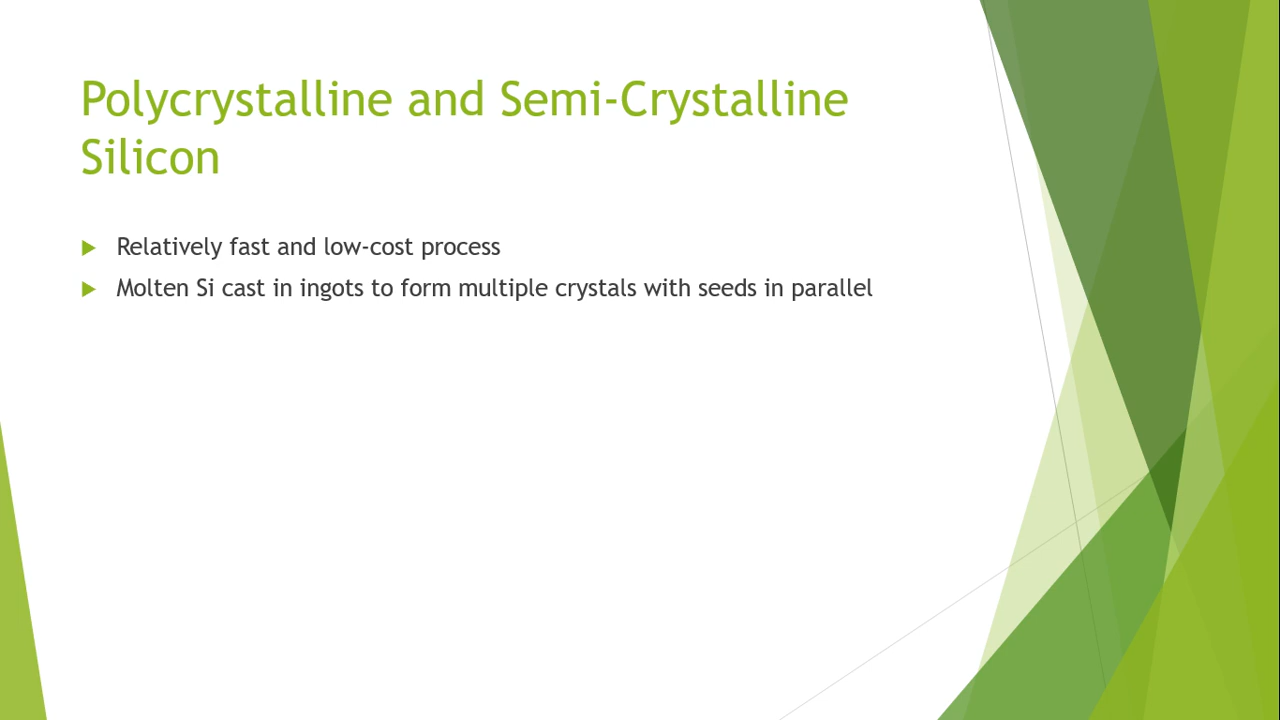 Polycrystalline and Semi-Crystalline
Silicon
Relatively fast and low-cost process
Molten Si cast in ingots to form multiple crystals with seeds in parallel